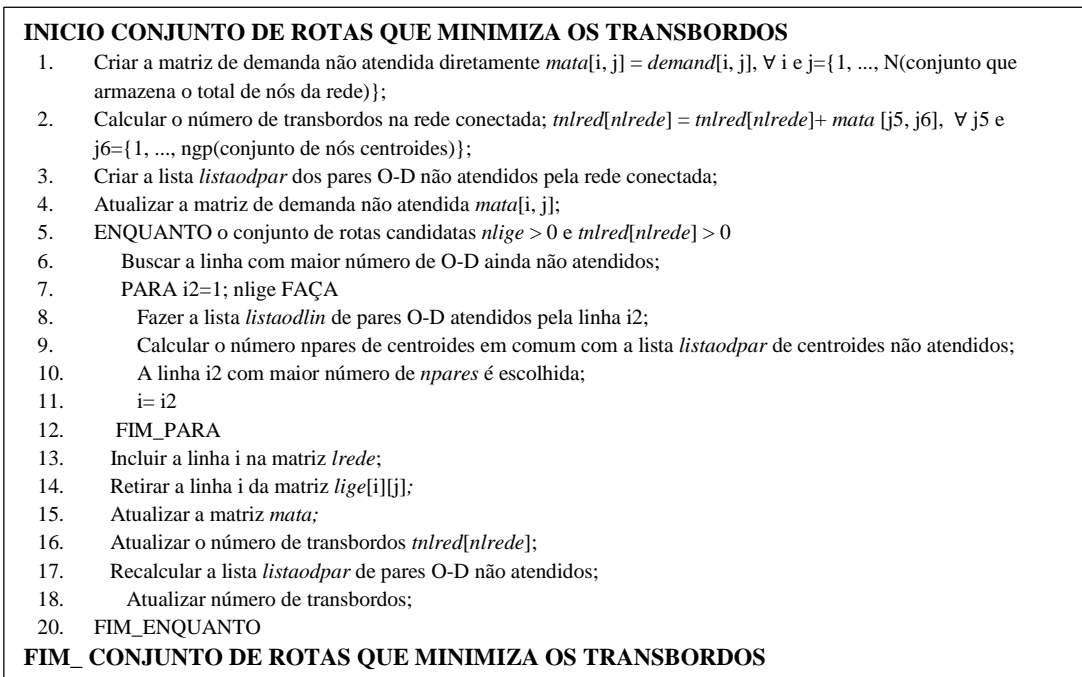 INICIO CONJUNTO DE ROTAS QUE MINIMIZA OS TRANSBORDOS
1. Criar a matriz de demanda não atendida diretamente mata[i, j] = demand[i, j], ∀ i e j={1, ..., N(conjunto que
armazena o total de nós da rede)};
2. Calcular o número de transbordos na rede conectada; tnlred[nlrede] = tnlred[nlrede]+ mata [j5, j6], ∀ j5 e
j6={1, ..., ngp(conjunto de nós centroides)};
3. Criar a lista listaodpar dos pares O-D não atendidos pela rede conectada;
4. Atualizar a matriz de demanda não atendida mata[i, j];
5. ENQUANTO o conjunto de rotas candidatas nlige > 0 e tnlred[nlrede] > 0
6. Buscar a linha com maior número de O-D ainda não atendidos;
7. PARA i2=1; nlige FAÇA
8. Fazer a lista listaodlin de pares O-D atendidos pela linha i2;
9. Calcular o número npares de centroides em comum com a lista listaodpar de centroides não atendidos;
10. A linha i2 com maior número de npares é escolhida;
11. i= i2
12. FIM_PARA
13. Incluir a linha i na matriz lrede;
14. Retirar a linha i da matriz lige[i][j];
15. Atualizar a matriz mata;
16. Atualizar o número de transbordos tnlred[nlrede];
17. Recalcular a lista listaodpar de pares O-D não atendidos;
18. Atualizar número de transbordos;
20. FIM_ENQUANTO
FIM_ CONJUNTO DE ROTAS QUE MINIMIZA OS TRANSBORDOS